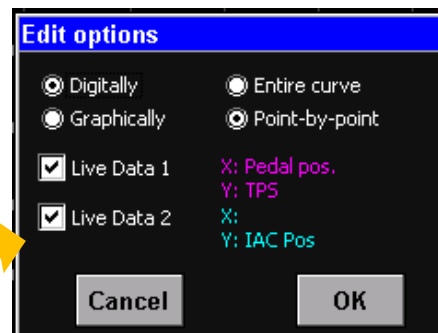 Edit options
Digitally
Entire curve
Graphically
Point-by-point
Live Data 1
X: Pedal pos.
Y: TPS
Live Data 2
X:
Y: IAC Pos
Cancel
OK